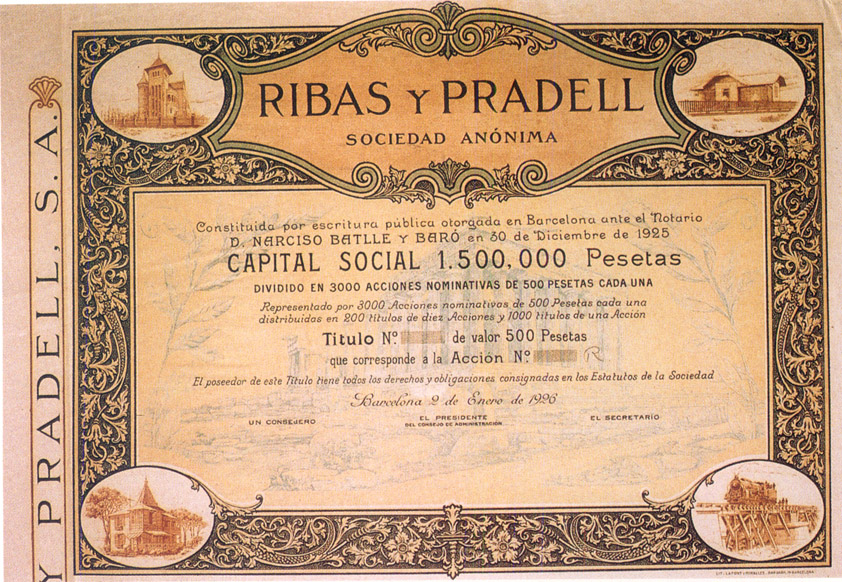 RIBAS Y PRADELL
SOCIEDAD ANÓNIMA
Y PRADELL, S. A.
Constituida por escritura pública otorgada en Barcelona ante el Notario
D. NARCISO BATLLE Y BARÓ en 30 de Diciembre de 1925
CAPITAL SOCIAL 1.500,000 Pesetas
DIVIDIDO EN 3000 ACCIONES NOMINATIVAS DE 500 PESETAS CADA UNA
Representado por 3000 Acciones nominativas de 500 Pesetas cada una
distribuidas en 200 títulos de diez Acciones y 1000 títulos de una Acción
Título Nº. de valor 500 Pesetas
que corresponde a la Acción Nº. R
El poseedor de este Título tiene todos los derechos y obligaciones consignadas en los Estatutos de la Sociedad
Barcelona 2 de Enero de 1926
UN CONSEJERO
EL PRESIDENTE
DEL CONSEJO DE ADMINISTRACIÓN
EL SECRETARIO